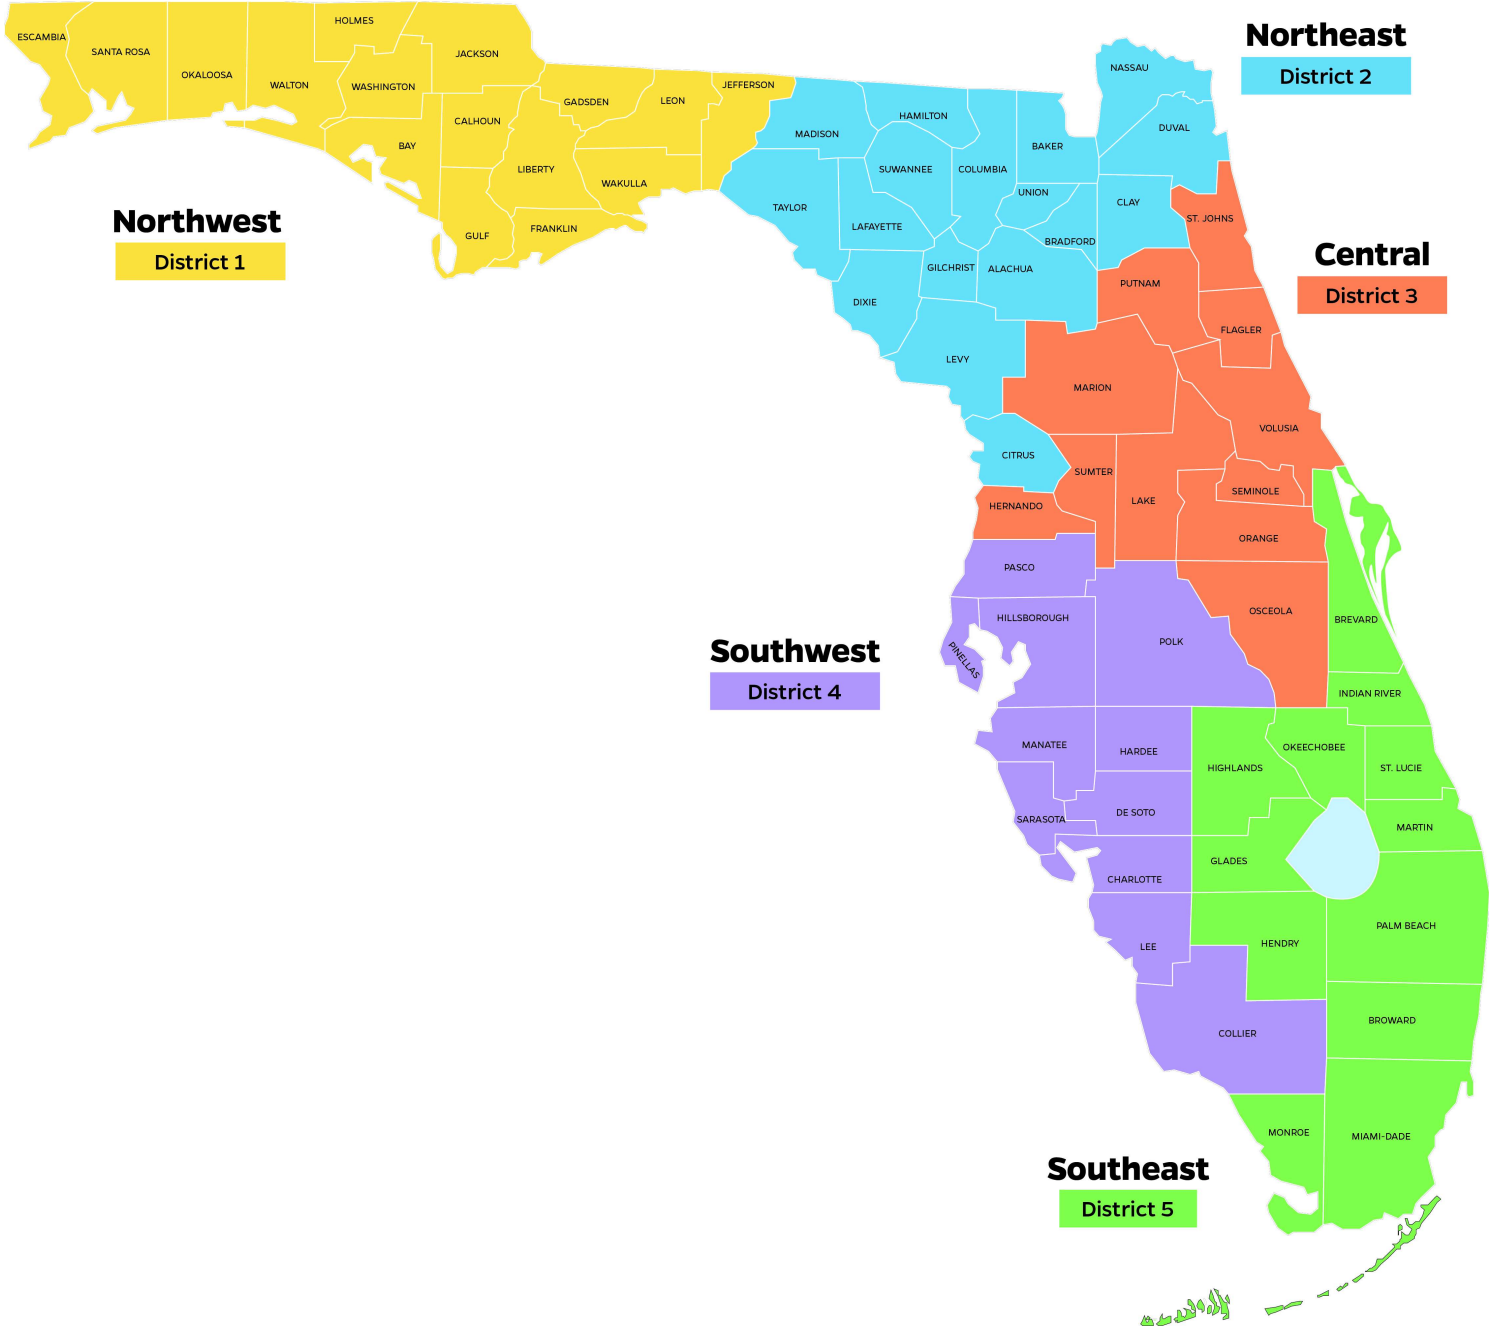 HOLMES
ESCAMBIA
SANTA ROSA
JACKSON
OKALOOSA
WALTON
WASHINGTON
JEFFERSON
GADSDEN
LEON
CALHOUN
BAY
LIBERTY
WAKULLA
GULF
FRANKLIN
Northwest
District 1
Northeast
District 2
NASSAU
HAMILTON
DUVAL
MADISON
BAKER
SUWANNEE
COLUMBIA
UNION
CLAY
TAYLOR
LAFAYETTE
BRADFORD
GILCHRIST
ALACHUA
DIXIE
LEVY
CITRUS
Central
District 3
ST. JOHNS
PUTNAM
FLAGLER
MARION
VOLUSIA
SUMTER
LAKE
SEMINOLE
HERNANDO
ORANGE
OSCEOLA
Southwest
District 4
PASCO
HILLSBOROUGH
PINELLAS
POLK
MANATEE
HARDEE
SARASOTA
DE SOTO
CHARLOTTE
LEE
COLLIER
BREVARD
INDIAN RIVER
OKEECHOBEE
HIGHLANDS
ST. LUCIE
MARTIN
GLADES
PALM BEACH
HENDRY
BROWARD
MONROE
MIAMI-DADE
Southeast
District 5